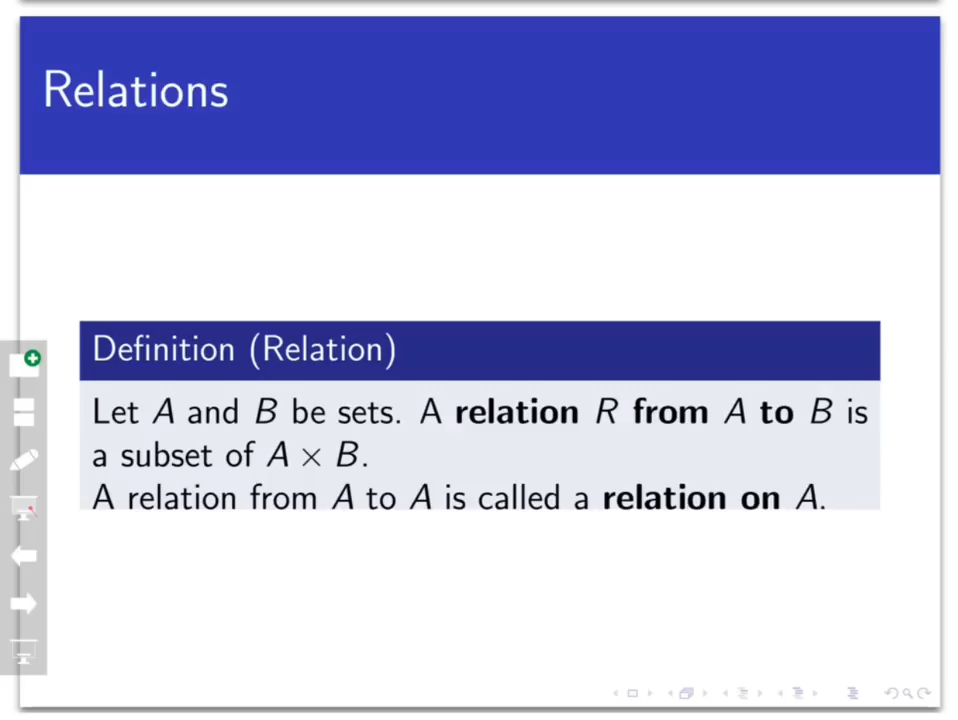 Relations
Definition (Relation)
Let A and B be sets. A relation R from A to B is
a subset of A × B.
A relation from A to A is called a relation on A.